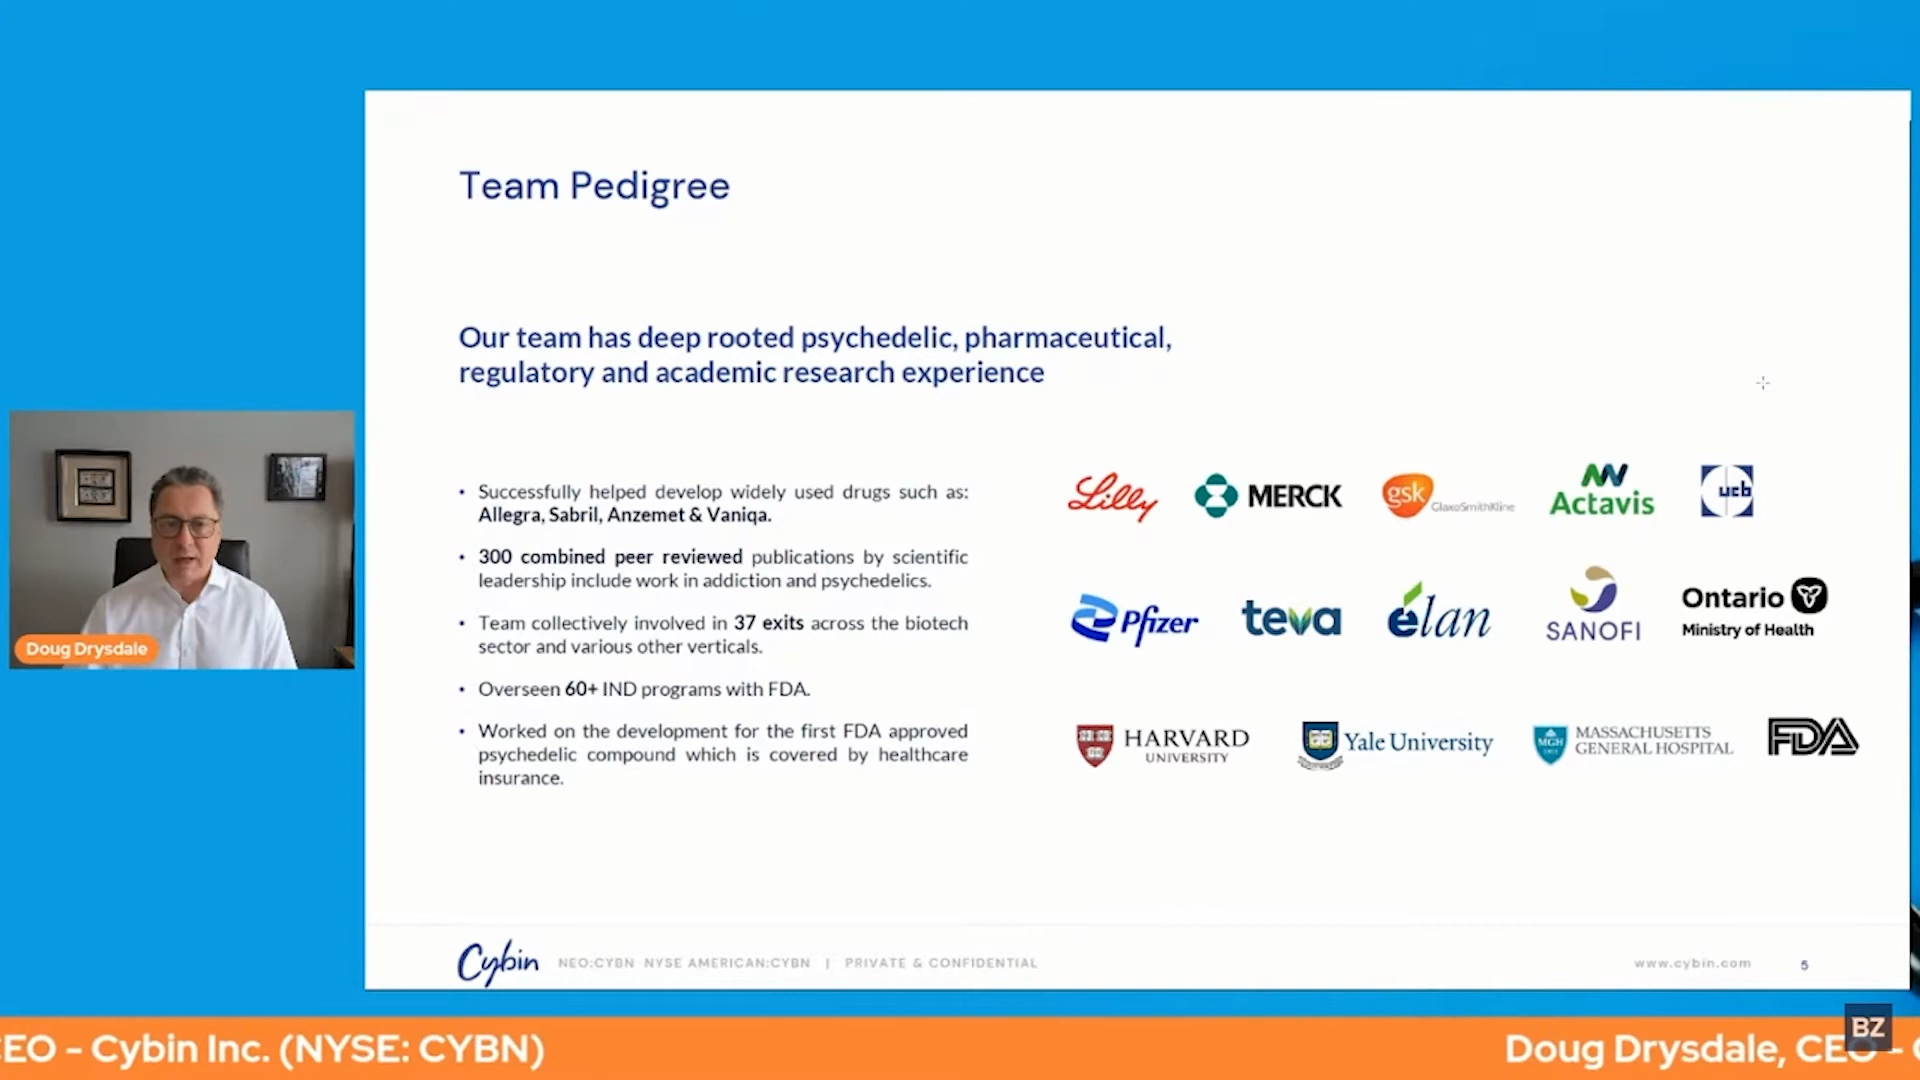 Team Pedigree
Our team has deep rooted psychedelic, pharmaceutical,
regulatory and academic research experience
• Successfully helped develop widely used drugs such as:
Allegra, Sabril, Anzemet & Vaniqa.
• 300 combined peer reviewed publications by scientific
leadership include work in addiction and psychedelics.
• Team collectively involved in 37 exits across the biotech
sector and various other verticals.
• Overseen 60+ IND programs with FDA.
• Worked on the development for the first FDA approved
psychedelic compound which is covered by healthcare
insurance.
Lilly
MERCK
gsk GlaxoSmithKline
Actavis
ucb
Pfizer
teva
élan
SANOFI
Ontario
Ministry of Health
HARVARD
UNIVERSITY
Yale University
MGH
1811
MASSACHUSETTS
GENERAL HOSPITAL
FDA
Doug Drysdale
Cybin NEO:CYBN NYSE AMERICAN:CYBN | PRIVATE & CONFIDENTIAL
www.cybin.com 5
BZ
CEO - Cybin Inc. (NYSE: CYBN) Doug Drysdale, CEO - C